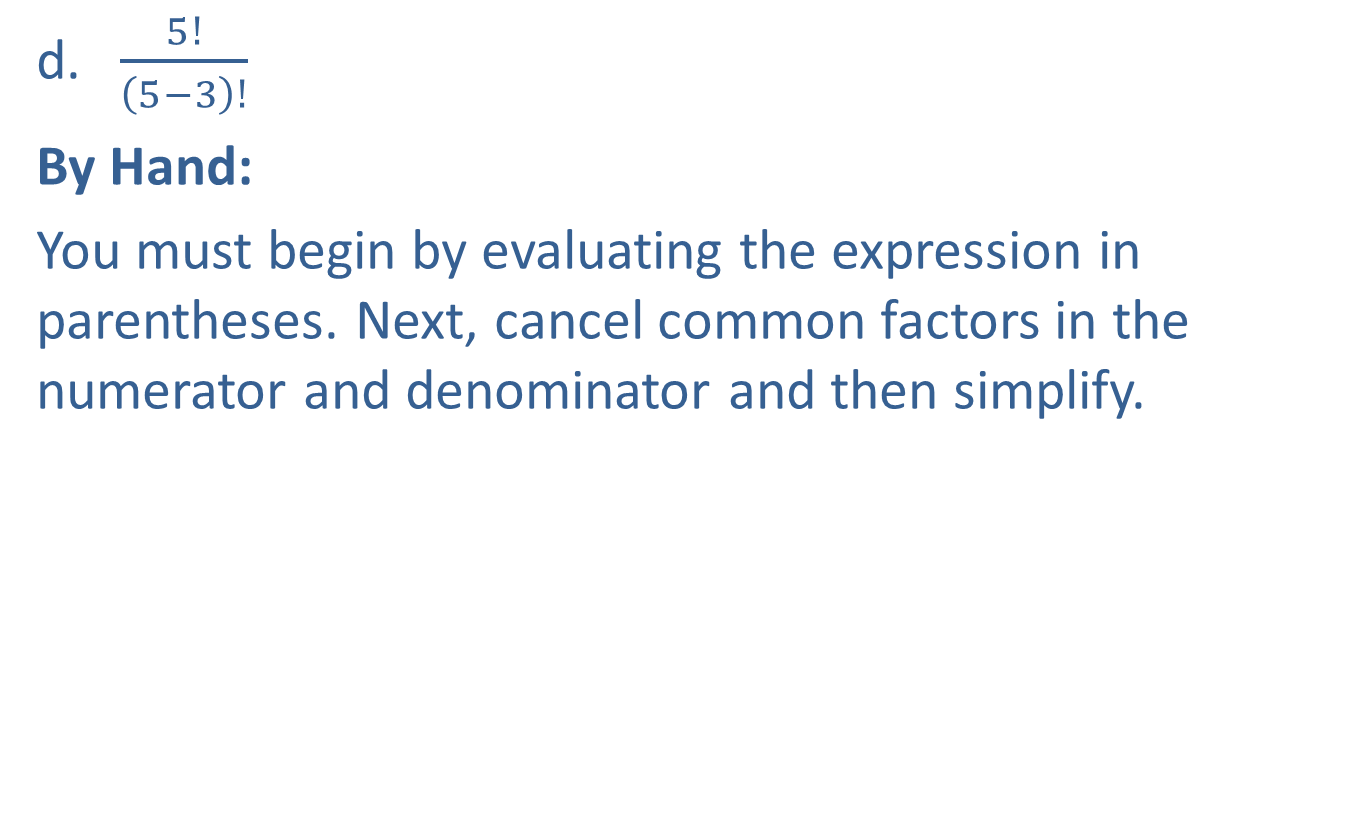 d. 5!/(5−3)!
By Hand:
You must begin by evaluating the expression in
parentheses. Next, cancel common factors in the
numerator and denominator and then simplify.